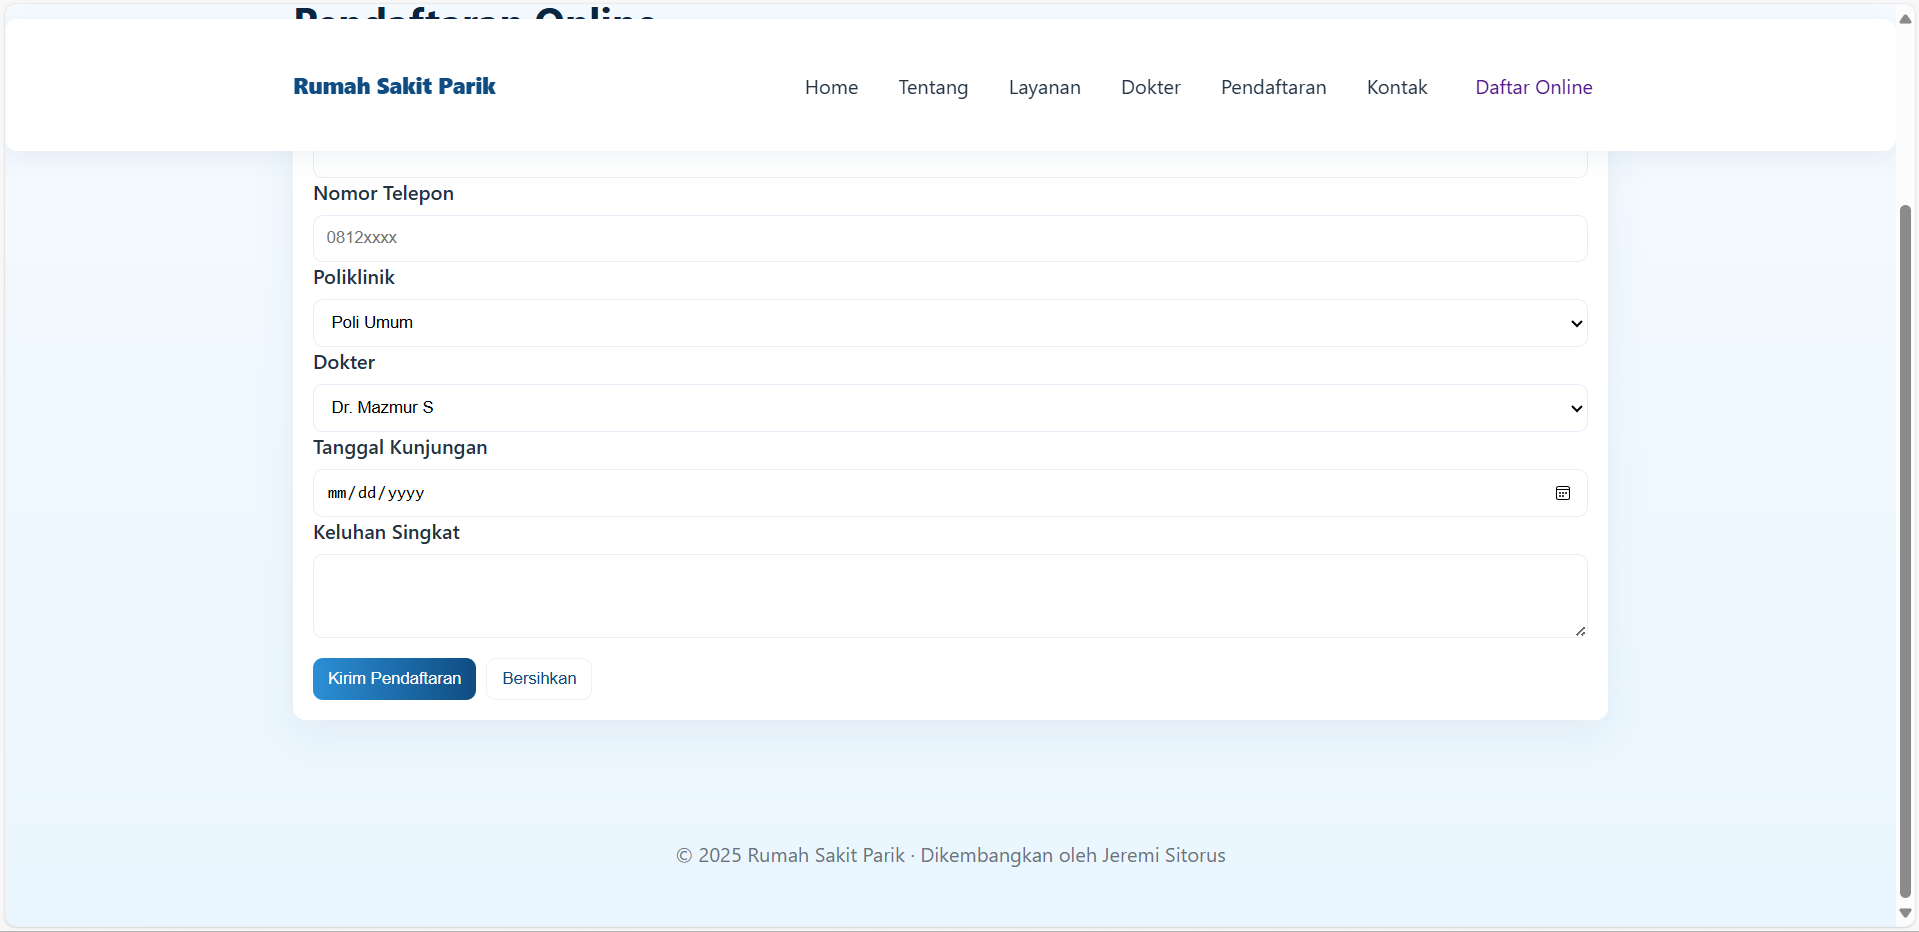 Pendaftaran Online
Rumah Sakit Parik
Home
Tentang
Layanan
Dokter
Pendaftaran
Kontak
Daftar Online
Nomor Telepon
0812xxxx
Poliklinik
Poli Umum
Dokter
Dr. Mazmur S
Tanggal Kunjungan
mm/dd/yyyy
Keluhan Singkat
Kirim Pendaftaran
Bersihkan
© 2025 Rumah Sakit Parik · Dikembangkan oleh Jeremi Sitorus